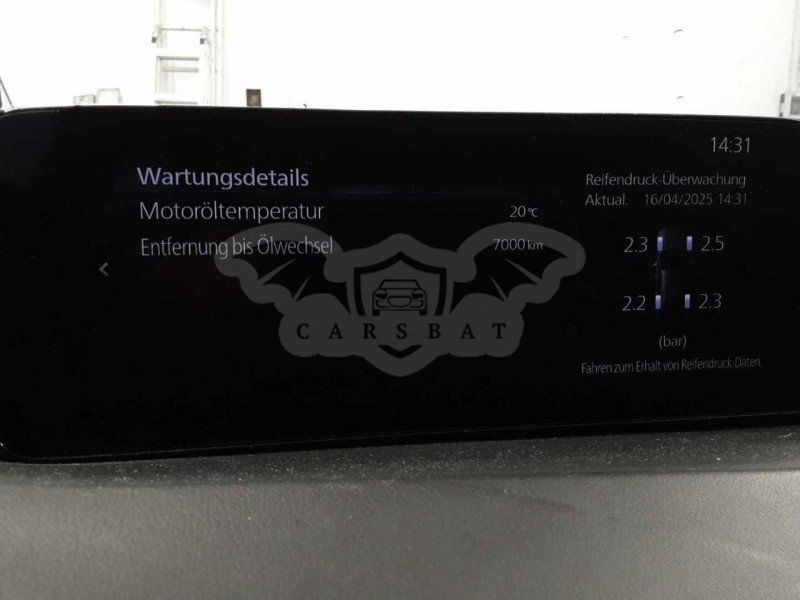 14:31
Wartungsdetails
Motoröltemperatur 20°C
Entfernung bis Ölwechsel 7000 km
Reifendruck-Überwachung
Aktual. 16/04/2025 14:31
2.3 2.5
2.2 2.3
(bar)
Fahren zum Erhalt von Reifendruck-Daten.
CARSBAT